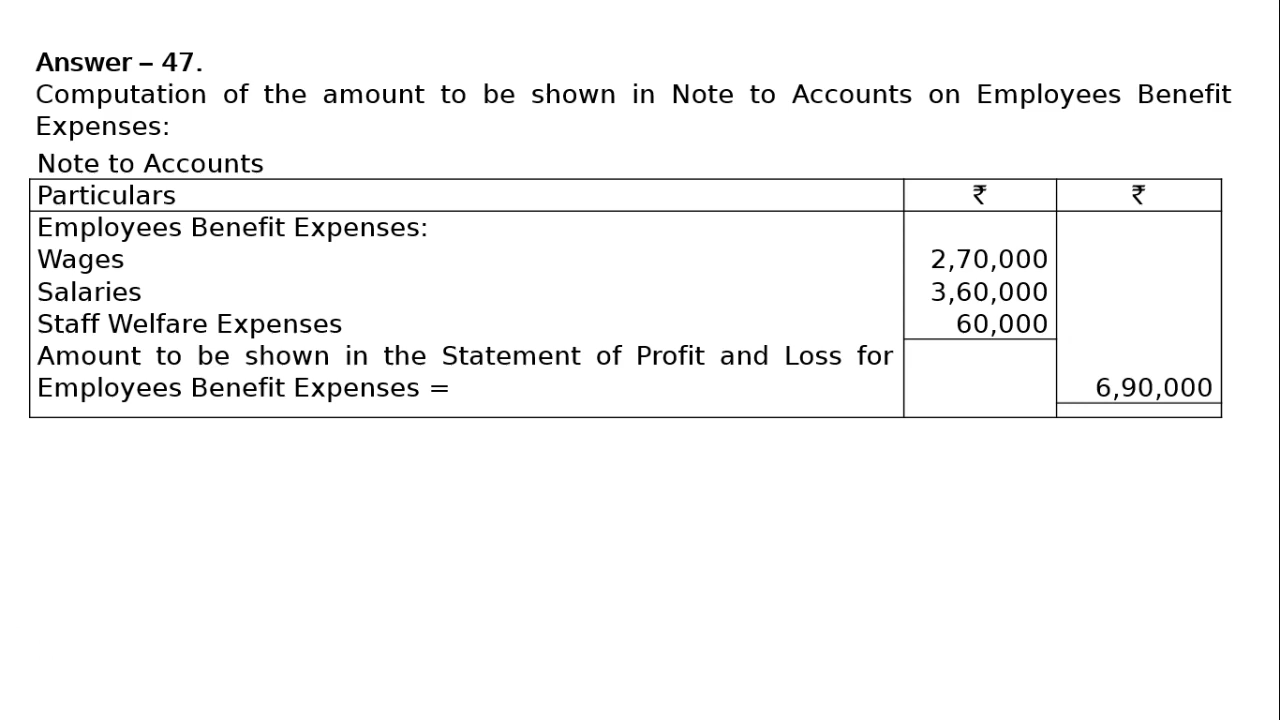 Answer – 47.
Computation of the amount to be shown in Note to Accounts on Employees Benefit
Expenses:
Note to Accounts
Particulars ₹ ₹
Employees Benefit Expenses:
Wages 2,70,000
Salaries 3,60,000
Staff Welfare Expenses 60,000
Amount to be shown in the Statement of Profit and Loss for
Employees Benefit Expenses = 6,90,000